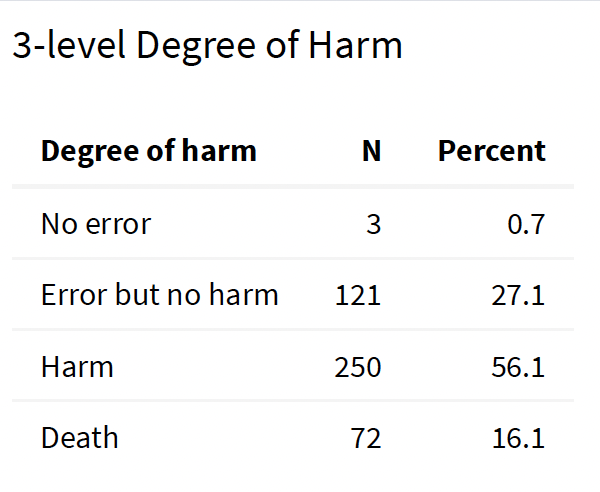 3-level Degree of Harm
Degree of harm N Percent
No error 3 0.7
Error but no harm 121 27.1
Harm 250 56.1
Death 72 16.1